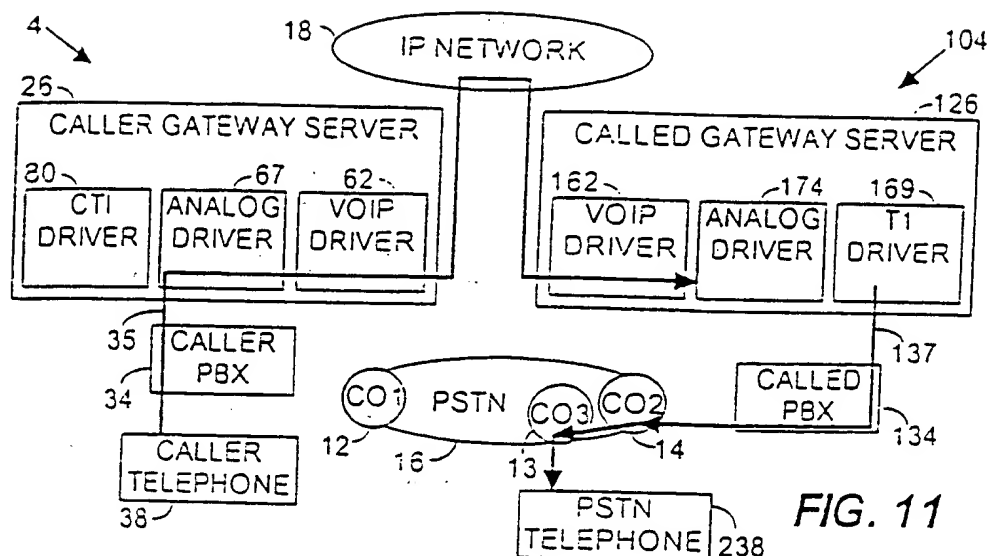 4
18
IP NETWORK
104
26
CALLER GATEWAY SERVER
126
CALLED GATEWAY SERVER
80
CTI
DRIVER
67
ANALOG
DRIVER
62
VOIP
DRIVER
162
VOIP
DRIVER
174
ANALOG
DRIVER
169
T1
DRIVER
35
CALLER
PBX
34
137
CALLED
PBX
134
CO1
PSTN
CO3
CO2
12
16
13
14
CALLER
TELEPHONE
38
PSTN
TELEPHONE
238
FIG. 11